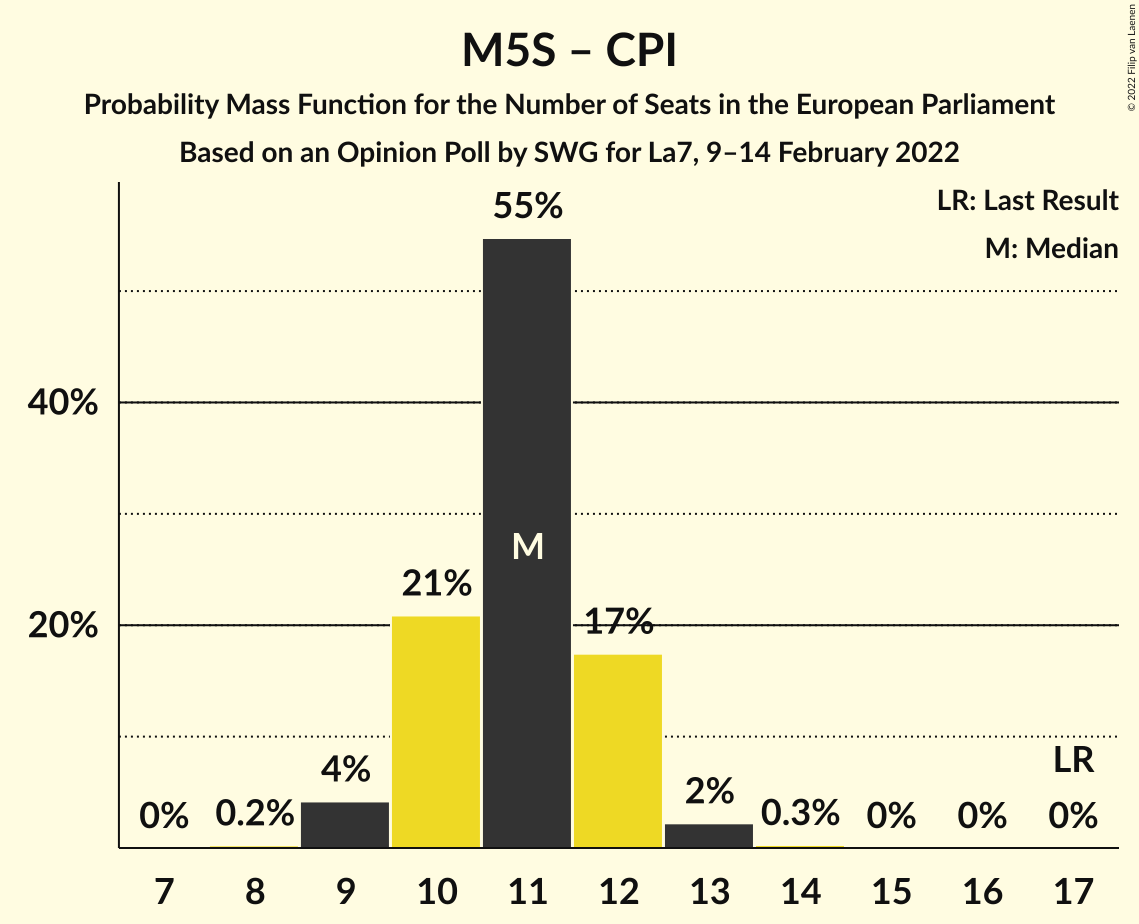 M5S – CPI
Probability Mass Function for the Number of Seats in the European Parliament
Based on an Opinion Poll by SWG for La7, 9–14 February 2022
© 2022 Filip van Laenen
LR: Last Result
M: Median
55%
40%
M
21%
20%
17%
4%
2%
LR
0%
0.2%
0.3%
0%
0%
0%
7 8 9 10 11 12 13 14 15 16 17